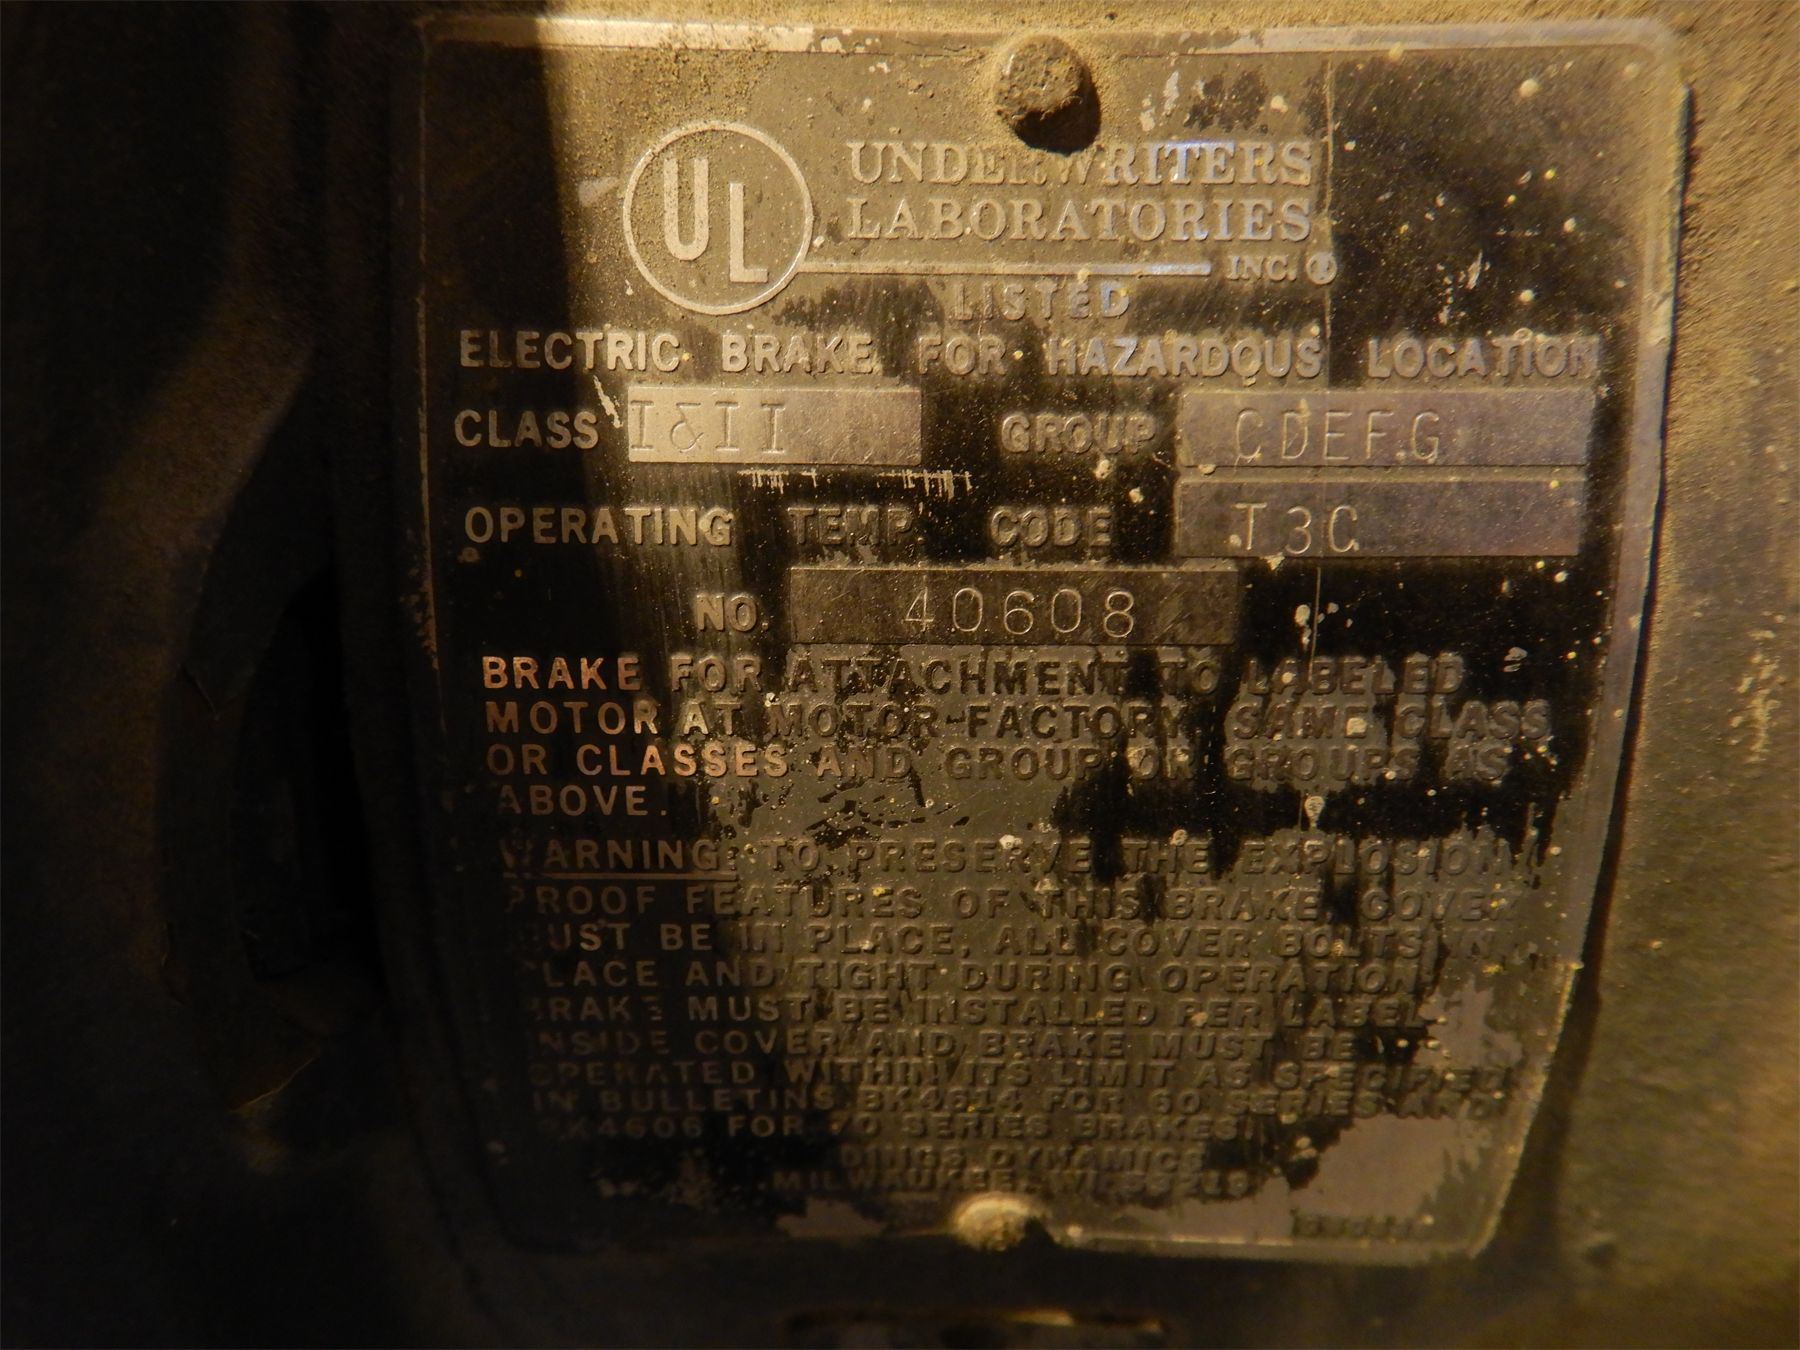 UL
UNDERWRITERS
LABORATORIES
INC. ®
LISTED
ELECTRIC BRAKE FOR HAZARDOUS LOCATION
CLASS I&II GROUP CDEFG
OPERATING TEMP. CODE T3C
NO. 40608
BRAKE FOR ATTACHMENT TO LABELED
MOTOR AT MOTOR FACTORY SAME CLASS
OR CLASSES AND GROUP OR GROUPS AS
ABOVE.
WARNING: TO PRESERVE THE EXPLOSION
PROOF FEATURES OF THIS BRAKE, COVER
MUST BE IN PLACE, ALL COVER BOLTS IN
PLACE AND TIGHT DURING OPERATION,
BRAKE MUST BE INSTALLED PER LABEL
INSIDE COVER AND BRAKE MUST BE
OPERATED WITHIN ITS LIMIT AS SPECIFIED
IN BULLETINS BK4614 FOR 60 SERIES AND
BK4606 FOR 70 SERIES BRAKES
DINGS DYNAMICS
MILWAUKEE, WI 53219